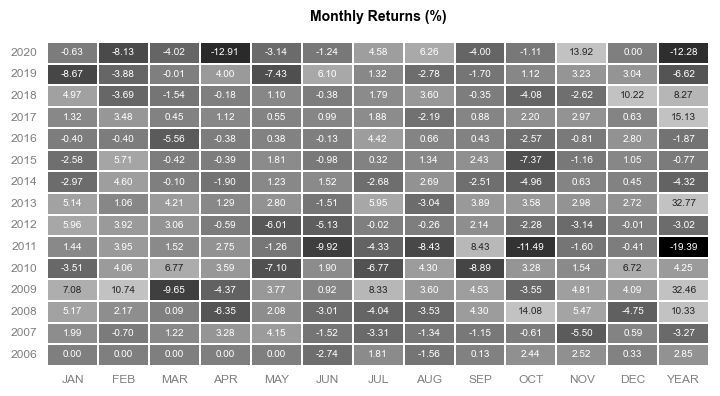 Monthly Returns (%)
2020 -0.63 -8.13 -4.02 -12.91 -3.14 -1.24 4.58 6.26 -4.00 -1.11 13.92 0.00 -12.28
2019 -8.67 -3.88 -0.01 4.00 -7.43 6.10 1.32 -2.78 -1.70 1.12 3.23 3.04 -6.62
2018 4.97 -3.69 -1.54 -0.18 1.10 -0.38 1.79 3.60 -0.35 -4.08 -2.62 10.22 8.27
2017 1.32 3.48 0.45 1.12 0.55 0.99 1.88 -2.19 0.88 2.20 2.97 0.63 15.13
2016 -0.40 -0.40 -5.56 -0.38 0.38 -0.13 4.42 0.66 0.43 -2.57 -0.81 2.80 -1.87
2015 -2.58 5.71 -0.42 -0.39 1.81 -0.98 0.32 1.34 2.43 -7.37 -1.16 1.05 -0.77
2014 -2.97 4.60 -0.10 -1.90 1.23 1.52 -2.68 2.69 -2.51 -4.96 0.63 0.45 -4.32
2013 5.14 1.06 4.21 1.29 2.80 -1.51 5.95 -3.04 3.89 3.58 2.98 2.72 32.77
2012 5.96 3.92 3.06 -0.59 -6.01 -5.13 -0.02 -0.26 2.14 -2.28 -3.14 -0.01 -3.02
2011 1.44 3.95 1.52 2.75 -1.26 -9.92 -4.33 -8.43 8.43 -11.49 -1.60 -0.41 -19.39
2010 -3.51 4.06 6.77 3.59 -7.10 1.90 -6.77 4.30 -8.89 3.28 1.54 6.72 4.25
2009 7.08 10.74 -9.65 -4.37 3.77 0.92 8.33 3.60 4.53 -3.55 4.81 4.09 32.46
2008 5.17 2.17 0.09 -6.35 2.08 -3.01 -4.04 -3.53 4.30 14.08 5.47 -4.75 10.33
2007 1.99 -0.70 1.22 3.28 4.15 -1.52 -3.31 -1.34 -1.15 -0.61 -5.50 0.59 -3.27
2006 0.00 0.00 0.00 0.00 0.00 -2.74 1.81 -1.56 0.13 2.44 2.52 0.33 2.85
JAN FEB MAR APR MAY JUN JUL AUG SEP OCT NOV DEC YEAR